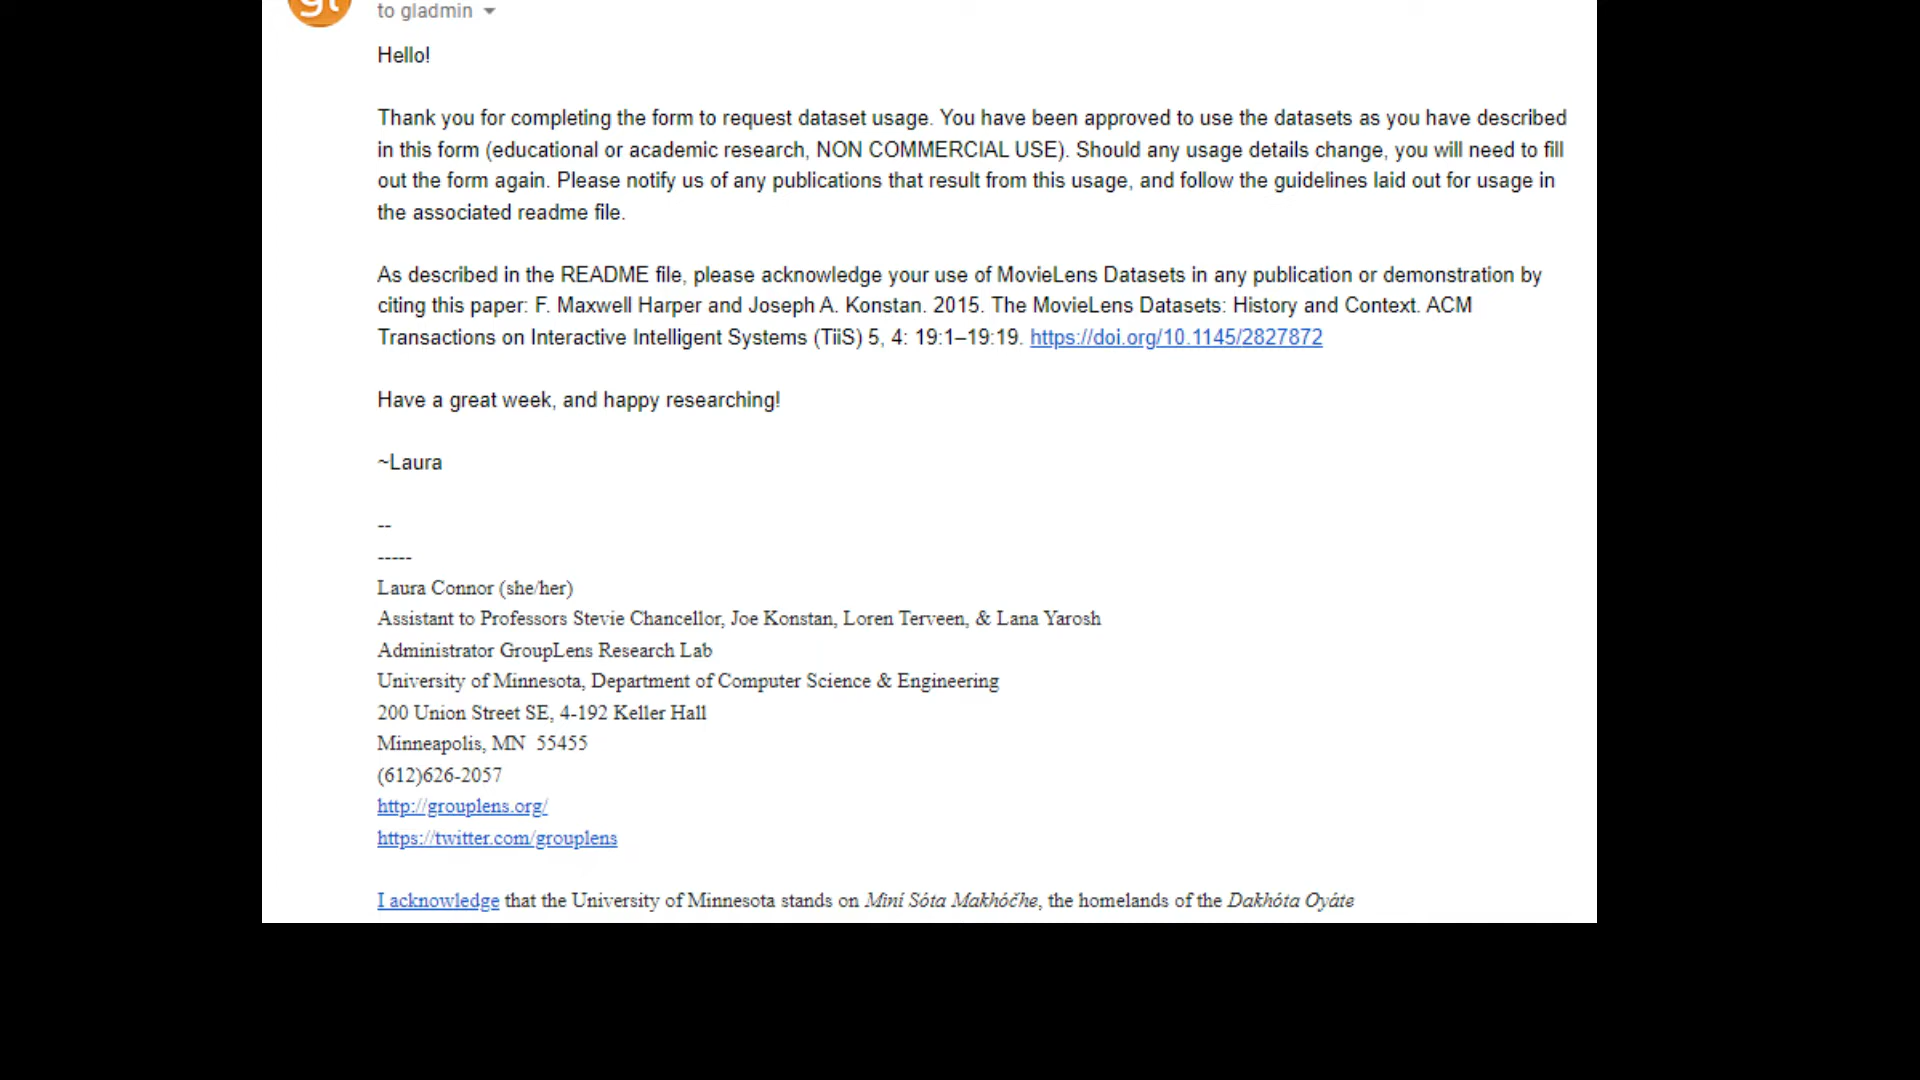 to gladmin
Hello!
Thank you for completing the form to request dataset usage. You have been approved to use the datasets as you have described
in this form (educational or academic research, NON COMMERCIAL USE). Should any usage details change, you will need to fill
out the form again. Please notify us of any publications that result from this usage, and follow the guidelines laid out for usage in
the associated readme file.
As described in the README file, please acknowledge your use of MovieLens Datasets in any publication or demonstration by
citing this paper: F. Maxwell Harper and Joseph A. Konstan. 2015. The MovieLens Datasets: History and Context. ACM
Transactions on Interactive Intelligent Systems (TiiS) 5, 4: 19:1–19:19. https://doi.org/10.1145/2827872
Have a great week, and happy researching!
~Laura
--
-----
Laura Connor (she/her)
Assistant to Professors Stevie Chancellor, Joe Konstan, Loren Terveen, & Lana Yarosh
Administrator GroupLens Research Lab
University of Minnesota, Department of Computer Science & Engineering
200 Union Street SE, 4-192 Keller Hall
Minneapolis, MN  55455
(612)626-2057
http://grouplens.org/
https://twitter.com/grouplens
I acknowledge that the University of Minnesota stands on Miní Sóta Makhóčhe, the homelands of the Dakhóta Oyáte